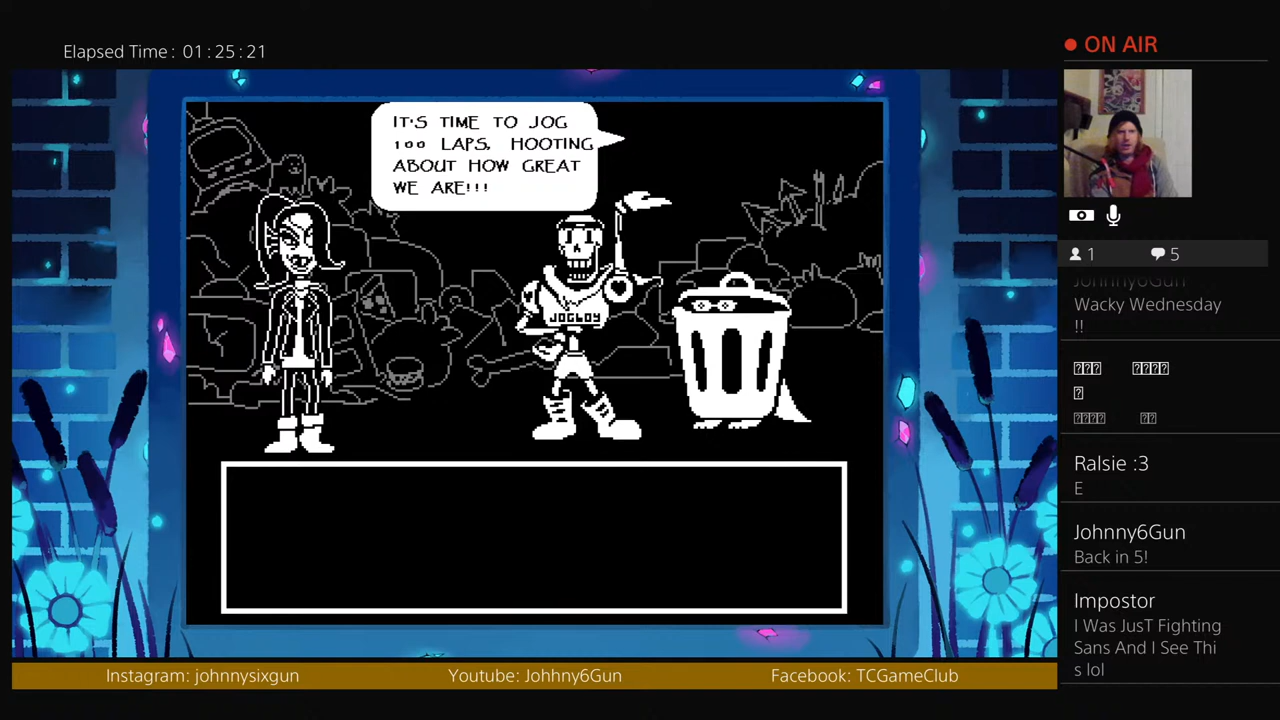 Elapsed Time: 01:25:21
ON AIR
IT'S TIME TO JOG
100 LAPS, HOOTING
ABOUT HOW GREAT
WE ARE!!!
JOGBOY
1
5
Johnny6Gun
Wacky Wednesday
!!
Ralsie :3
E
Johnny6Gun
Back in 5!
Impostor
I Was JusT Fighting
Sans And I See Thi
s lol
Instagram: johnnysixgun
Youtube: Johhny6Gun
Facebook: TCGameClub